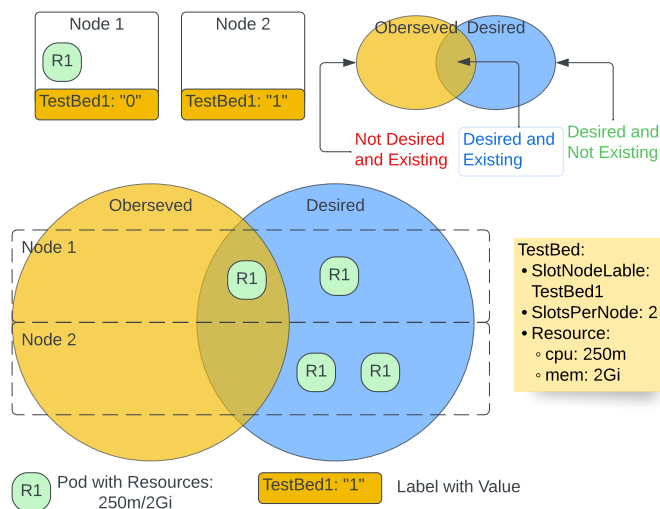 Node 1
R1
TestBed1: "0"
Node 2
TestBed1: "1"
Oberseved
Desired
Not Desired
and Existing
Desired and
Existing
Desired and
Not Existing
Oberseved
Desired
Node 1
R1
R1
Node 2
R1
R1
TestBed:
• SlotNodeLable:
TestBed1
• SlotsPerNode: 2
• Resource:
◦ cpu: 250m
◦ mem: 2Gi
R1
Pod with Resources:
250m/2Gi
TestBed1: "1"
Label with Value